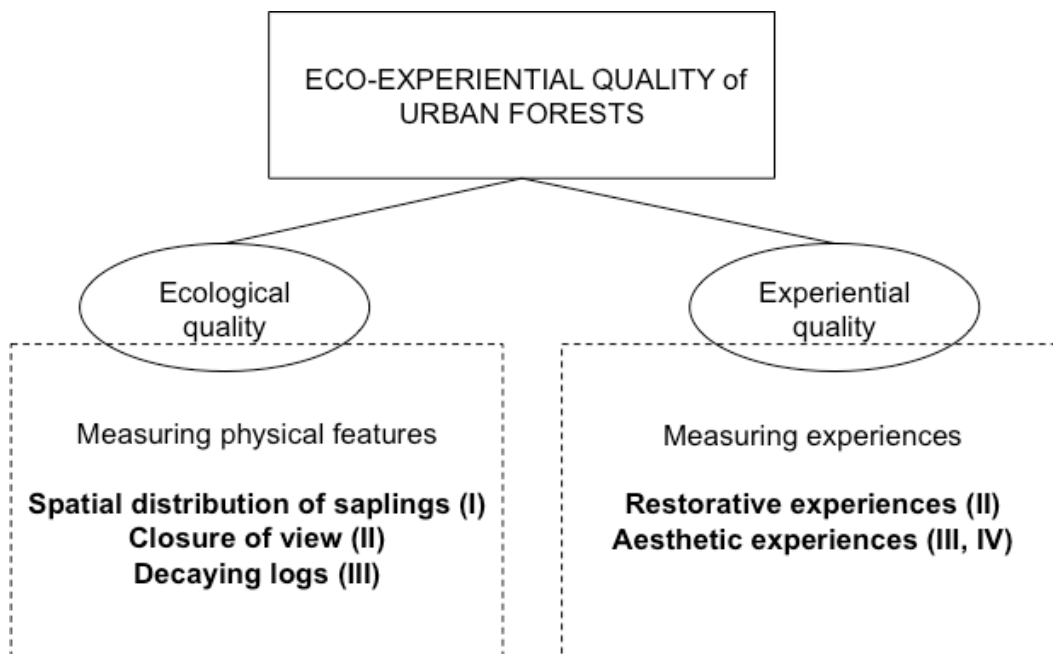 ECO-EXPERIENTIAL QUALITY of
URBAN FORESTS
Ecological
quality
Experiential
quality
Measuring physical features
Spatial distribution of saplings (I)
Closure of view (II)
Decaying logs (III)
Measuring experiences
Restorative experiences (II)
Aesthetic experiences (III, IV)